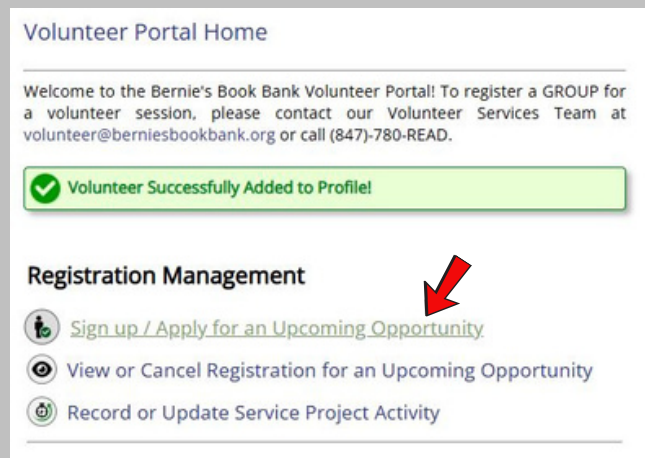 Volunteer Portal Home
Welcome to the Bernie's Book Bank Volunteer Portal! To register a GROUP for
a volunteer session, please contact our Volunteer Services Team at
volunteer@berniesbookbank.org or call (847)-780-READ.
Volunteer Successfully Added to Profile!
Registration Management
Sign up / Apply for an Upcoming Opportunity
View or Cancel Registration for an Upcoming Opportunity
Record or Update Service Project Activity